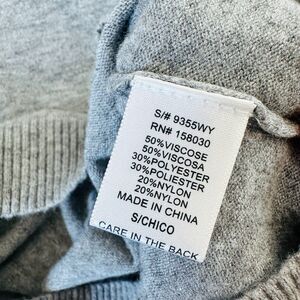 S/# 9355WY
RN# 158030
50%VISCOSE
50%VISCOSA
30%POLYESTER
30%POLIESTER
20%NYLON
20%NYLON
MADE IN CHINA
S/CHICO
CARE IN THE BACK